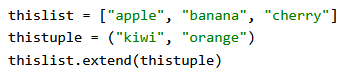 thislist = ["apple", "banana", "cherry"]
thistuple = ("kiwi", "orange")
thislist.extend(thistuple)